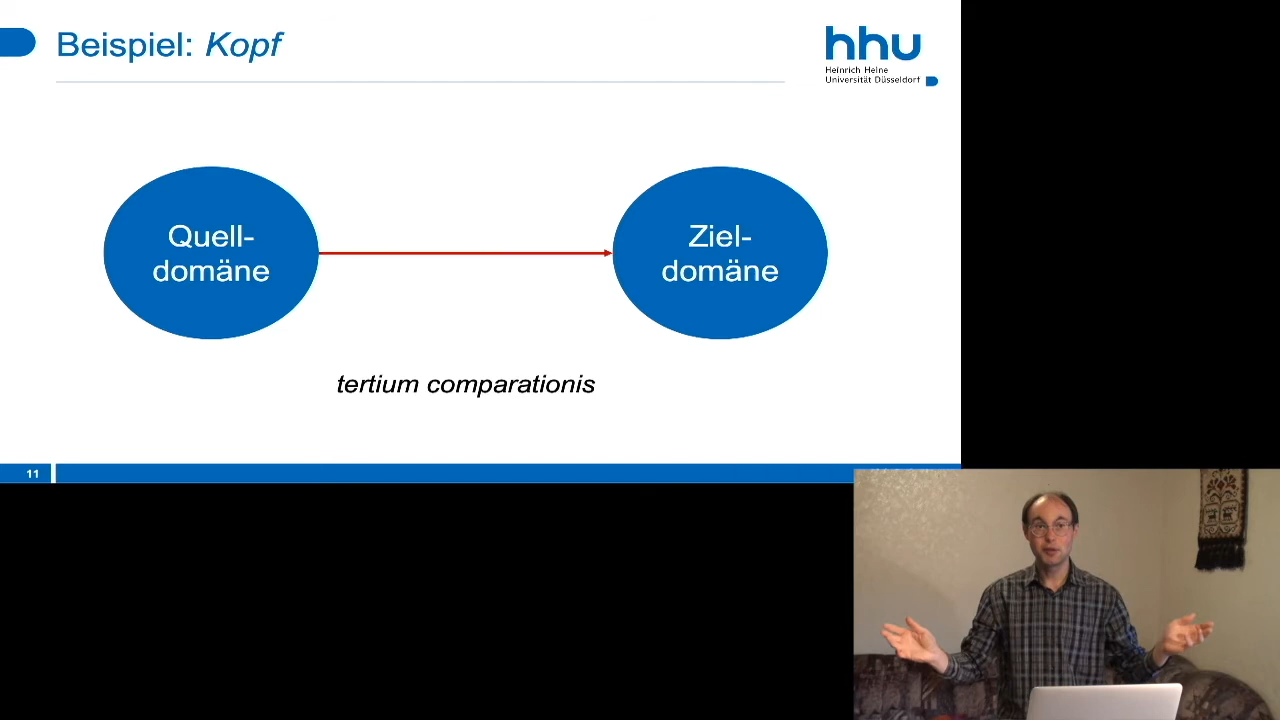 Beispiel: Kopf
hhu
Heinrich Heine
Universität Düsseldorf
Quell-
domäne
Ziel-
domäne
tertium comparationis
11